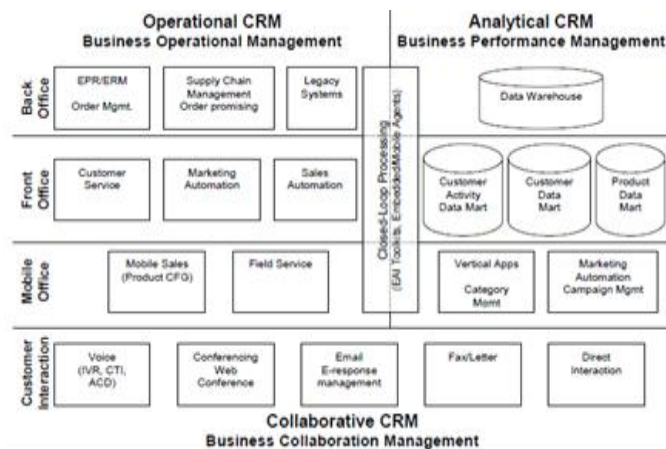 Operational CRM
Business Operational Management
Analytical CRM
Business Performance Management
Back
Office
EPR/ERM
Order Mgmt.
Supply Chain
Management
Order promising
Legacy
Systems
Closed-Loop Processing
(EAI Toolkits, Embedded/Mobile Agents)
Data Warehouse
Front
Office
Customer
Service
Marketing
Automation
Sales
Automation
Customer
Activity
Data Mart
Customer
Data
Mart
Product
Data
Mart
Mobile
Office
Mobile Sales
(Product CFG)
Field Service
Vertical Apps
Category
Mgmt
Marketing
Automation
Campaign Mgmt
Customer
Interaction
Voice
(IVR, CTI,
ACD)
Conferencing
Web
Conference
Email
E-response
management
Fax/Letter
Direct
Interaction
Collaborative CRM
Business Collaboration Management